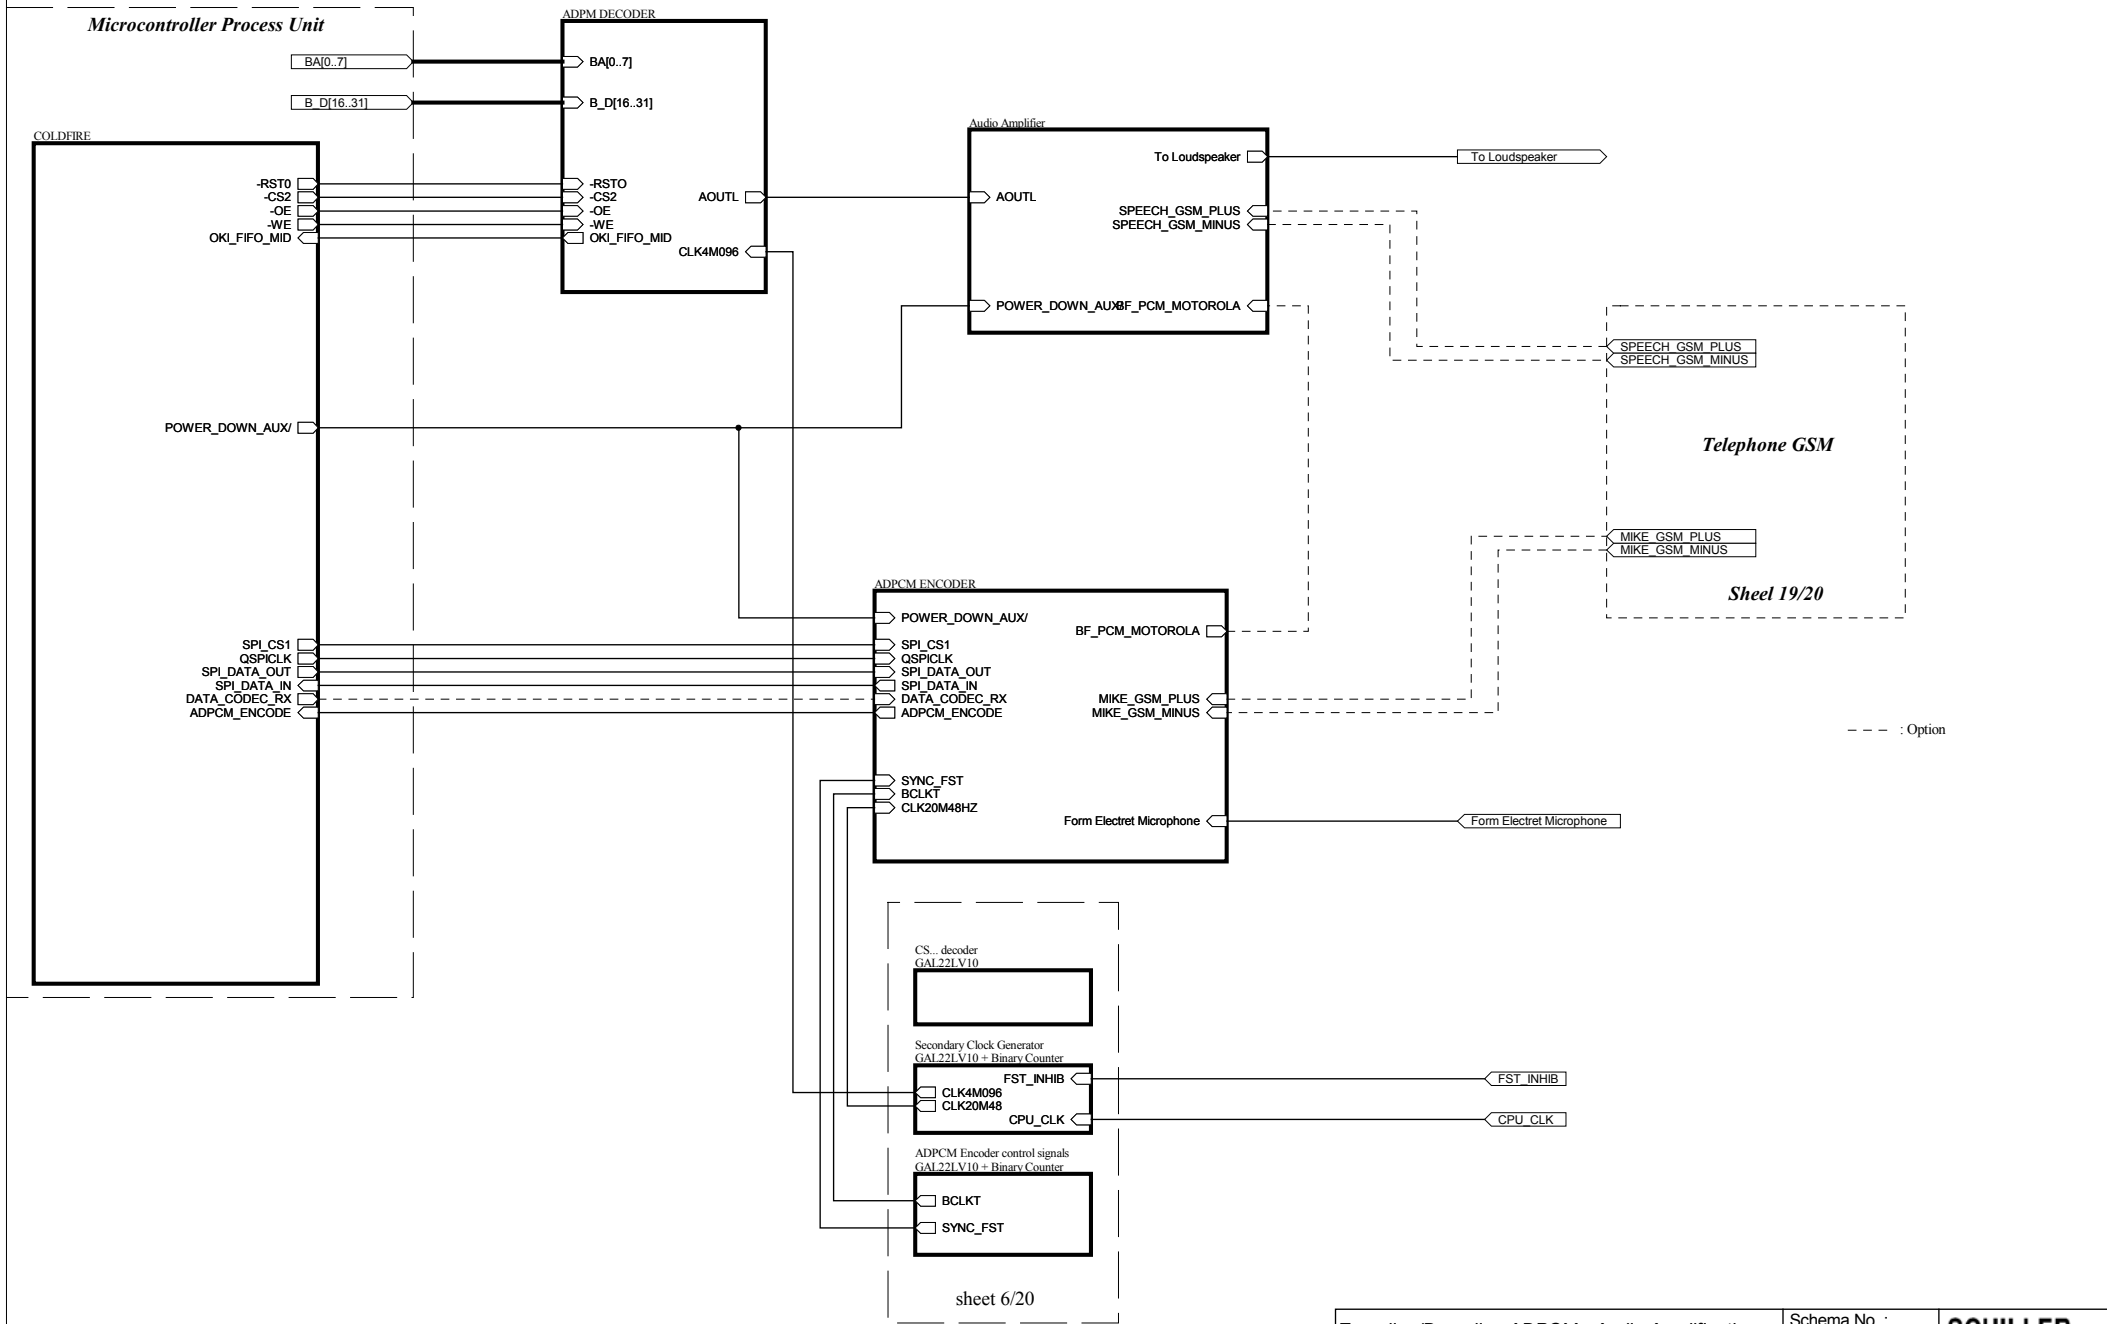 Microcontroller Process Unit
BA[0..7]
B_D[16..31]
COLDFIRE
-RST0
-CS2
-OE
-WE
OKI_FIFO_MID
POWER_DOWN_AUX/
SPI_CS1
QSPICLK
SPI_DATA_OUT
SPI_DATA_IN
DATA_CODEC_RX
ADPCM_ENCODE
ADPM DECODER
BA[0..7]
B_D[16..31]
-RSTO
-CS2
-OE
-WE
OKI_FIFO_MID
AOUTL
CLK4M096
Audio Amplifier
To Loudspeaker
AOUTL
SPEECH_GSM_PLUS
SPEECH_GSM_MINUS
POWER_DOWN_AUX/
BF_PCM_MOTOROLA
To Loudspeaker
SPEECH_GSM_PLUS
SPEECH_GSM_MINUS
Telephone GSM
MIKE_GSM_PLUS
MIKE_GSM_MINUS
Sheel 19/20
ADPCM ENCODER
POWER_DOWN_AUX/
BF_PCM_MOTOROLA
SPI_CS1
QSPICLK
SPI_DATA_OUT
SPI_DATA_IN
DATA_CODEC_RX
ADPCM_ENCODE
MIKE_GSM_PLUS
MIKE_GSM_MINUS
SYNC_FST
BCLKT
CLK20M48HZ
Form Electret Microphone
Form Electret Microphone
: Option
CS... decoder
GAL22LV10
Secondary Clock Generator
GAL22LV10 + Binary Counter
FST_INHIB
CLK4M096
CLK20M48
CPU_CLK
FST_INHIB
CPU_CLK
ADPCM Encoder control signals
GAL22LV10 + Binary Counter
BCLKT
SYNC_FST
sheet 6/20
Schema No. :
SCHILLER